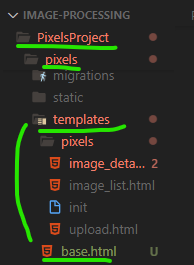 IMAGE-PROCESSING
PixelsProject
pixels
migrations
static
templates
pixels
image_deta... 2
image_list.html
init
upload.html
base.html U